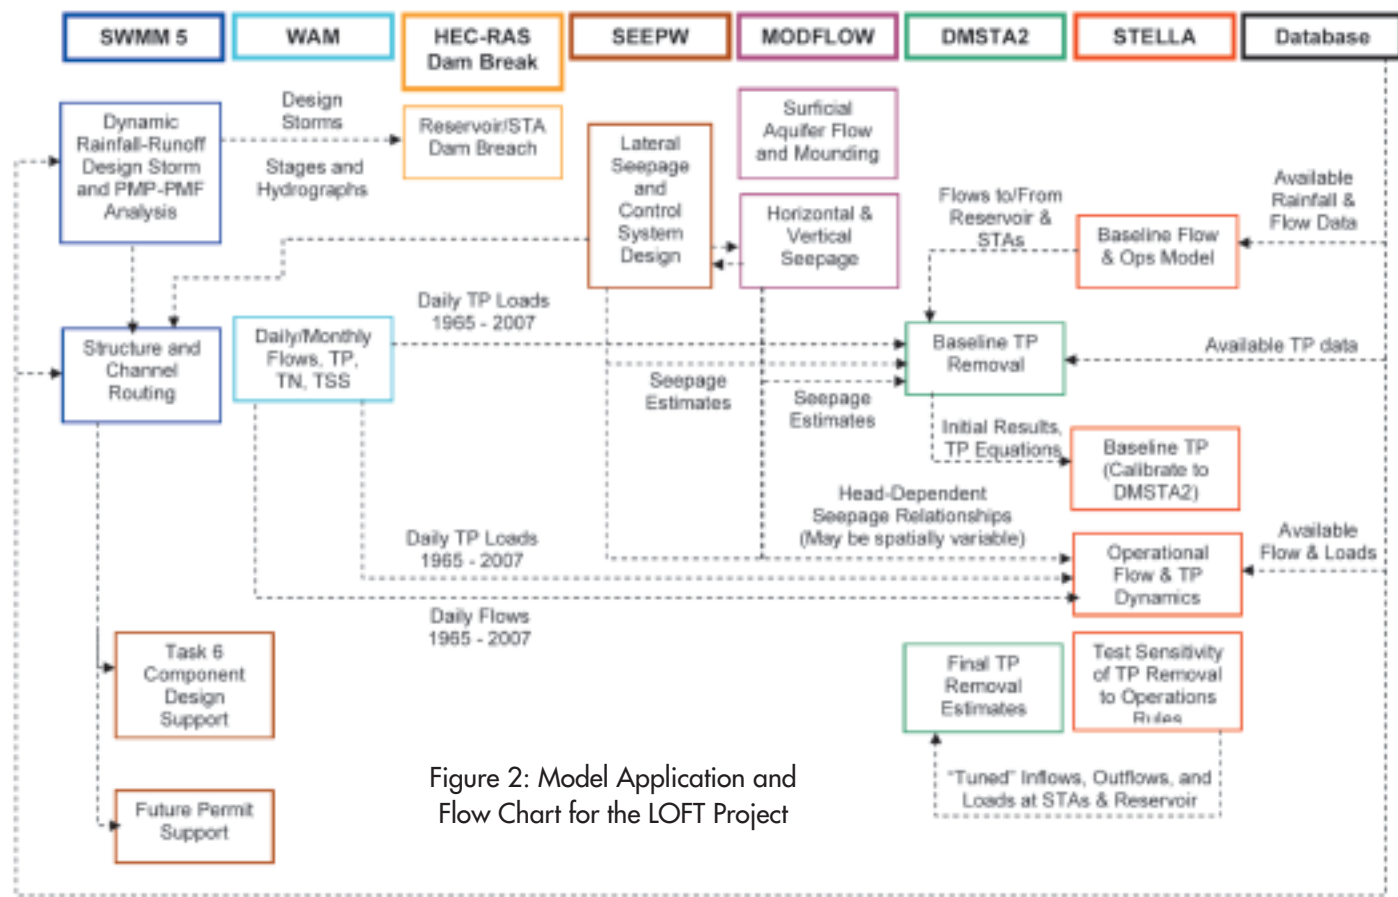 SWMM 5
WAM
HEC-RAS
Dam Break
SEEPW
MODFLOW
DMSTA2
STELLA
Database
Dynamic
Rainfall-Runoff
Design Storm
and PMP-PMF
Analysis
Design
Storms
Stages and
Hydrographs
Reservoir/STA
Dam Breach
Lateral
Seepage
and
Control
System
Design
Surficial
Aquifer Flow
and Mounding
Horizontal &
Vertical
Seepage
Flows to/From
Reservoir &
STAs
Baseline Flow
& Ops Model
Available
Rainfall &
Flow Data
Structure and
Channel
Routing
Daily/Monthly
Flows, TP,
TN, TSS
Daily TP Loads
1965 - 2007
Seepage
Estimates
Seepage
Estimates
Baseline TP
Removal
Available TP data
Initial Results,
TP Equations
Baseline TP
(Calibrate to
DMSTA2)
Head-Dependent
Seepage Relationships
(May be spatially variable)
Daily TP Loads
1965 - 2007
Daily Flows
1965 - 2007
Operational
Flow & TP
Dynamics
Available
Flow & Loads
Task 6
Component
Design
Support
Final TP
Removal
Estimates
Test Sensitivity
of TP Removal
to Operations
Rules
"Tuned" Inflows, Outflows, and
Loads at STAs & Reservoir
Future Permit
Support
Figure 2: Model Application and
Flow Chart for the LOFT Project